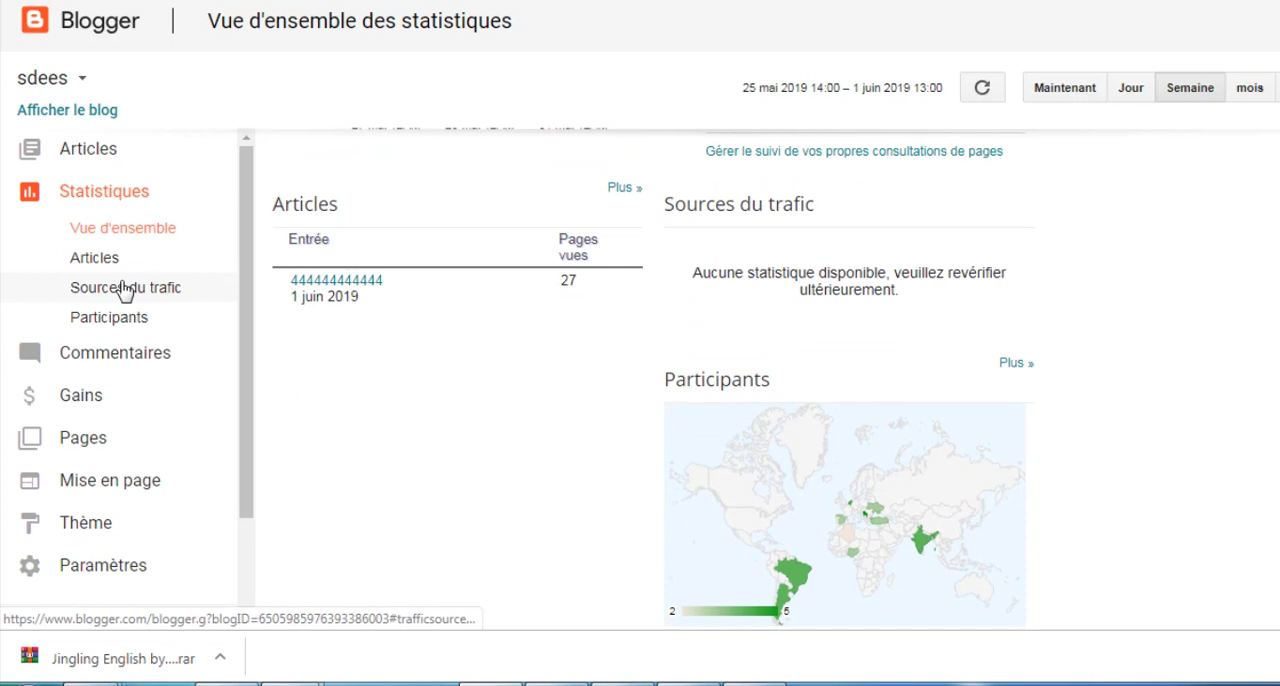 Blogger | Vue d'ensemble des statistiques
sdees
25 mai 2019 14:00 – 1 juin 2019 13:00
Maintenant Jour Semaine mois
Afficher le blog
Articles
Statistiques
Vue d'ensemble
Articles
Sources du trafic
Participants
Commentaires
Gains
Pages
Mise en page
Thème
Paramètres
Gérer le suivi de vos propres consultations de pages
Plus »
Articles
Entrée
Pages
vues
444444444444
27
1 juin 2019
Sources du trafic
Aucune statistique disponible, veuillez revérifier
ultérieurement.
Plus »
Participants
2 5
https://www.blogger.com/blogger.g?blogID=6505985976393386003#trafficsource...
Jingling English by....rar